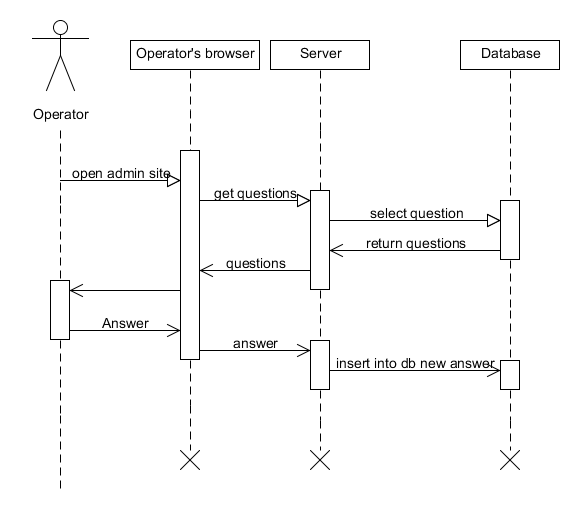 Operator's browser
Server
Database
Operator
open admin site
get questions
select question
return questions
questions
Answer
answer
insert into db new answer